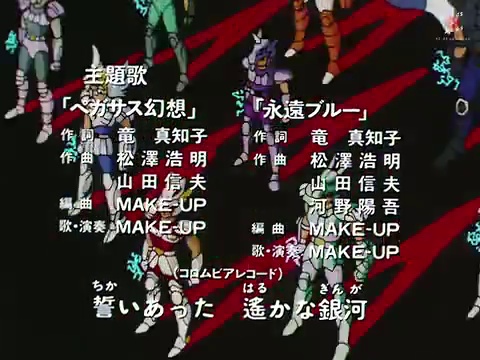 主題歌
「ペガサス幻想」
作詞 竜 真知子
作曲 松澤浩明
山田信夫
編曲 MAKE-UP
歌・演奏 MAKE-UP
「永遠ブルー」
作詞 竜 真知子
作曲 松澤浩明
山田信夫
河野陽吾
編曲 MAKE-UP
歌・演奏 MAKE-UP
(コロムビアレコード)
ちか はる ぎんが
誓いあった 遙かな銀河